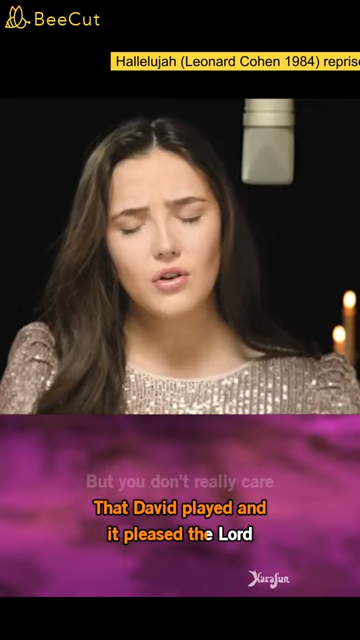 BeeCut
Hallelujah (Leonard Cohen 1984) reprise
But you don't really care
That David played and
it pleased the Lord
KaraFun